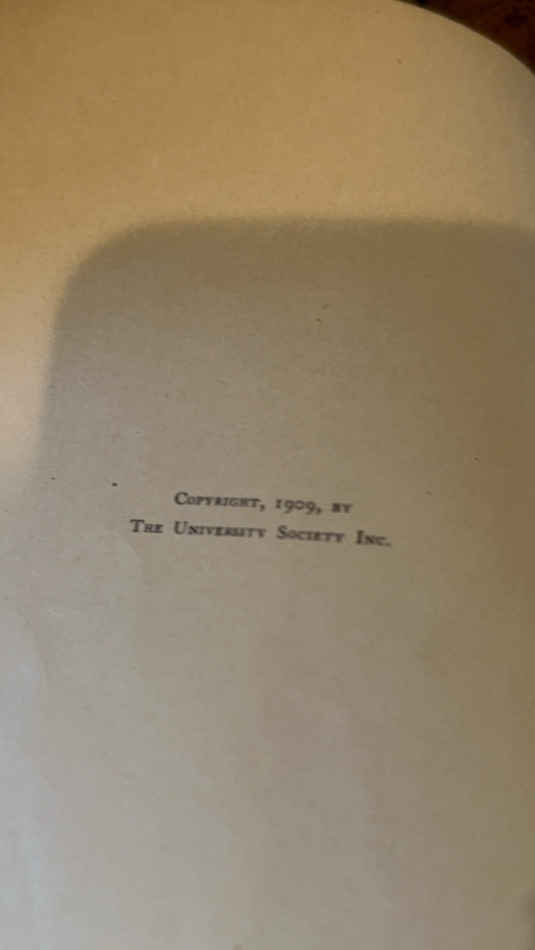 Copyright, 1909, by
The University Society Inc.